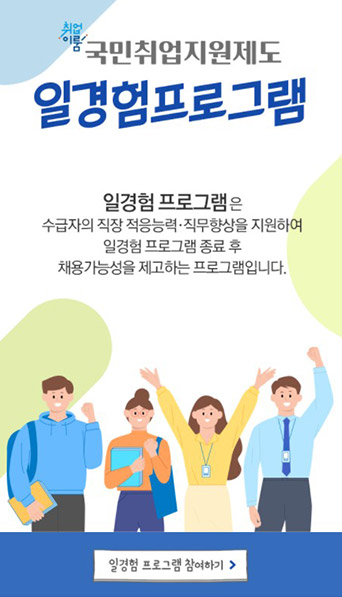 취업
이룸
국민취업지원제도
일경험프로그램
일경험 프로그램은
수급자의 직장 적응능력·직무향상을 지원하여
일경험 프로그램 종료 후
채용가능성을 제고하는 프로그램입니다.
일경험 프로그램 참여하기 >